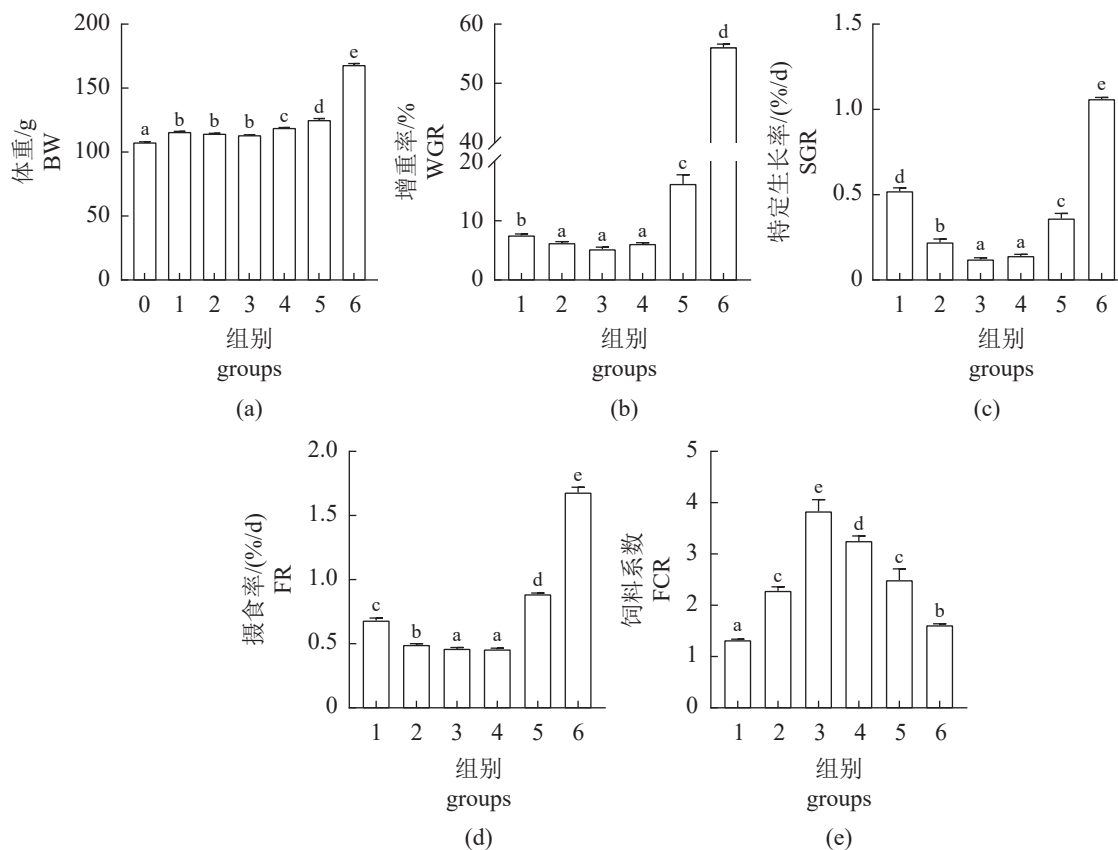 体重/g
BW
200
150
100
50
0
a
b
b
b
c
d
e
0 1 2 3 4 5 6
组别
groups
(a)
增重率/%
WGR
60
50
40
20
10
0
b
a
a
a
c
d
1 2 3 4 5 6
组别
groups
(b)
特定生长率/(%/d)
SGR
1.5
1.0
0.5
0
d
b
a
a
c
e
1 2 3 4 5 6
组别
groups
(c)
摄食率/(%/d)
FR
2.0
1.5
1.0
0.5
0
c
b
a
a
d
e
1 2 3 4 5 6
组别
groups
(d)
饲料系数
FCR
5
4
3
2
1
0
a
c
e
d
c
b
1 2 3 4 5 6
组别
groups
(e)